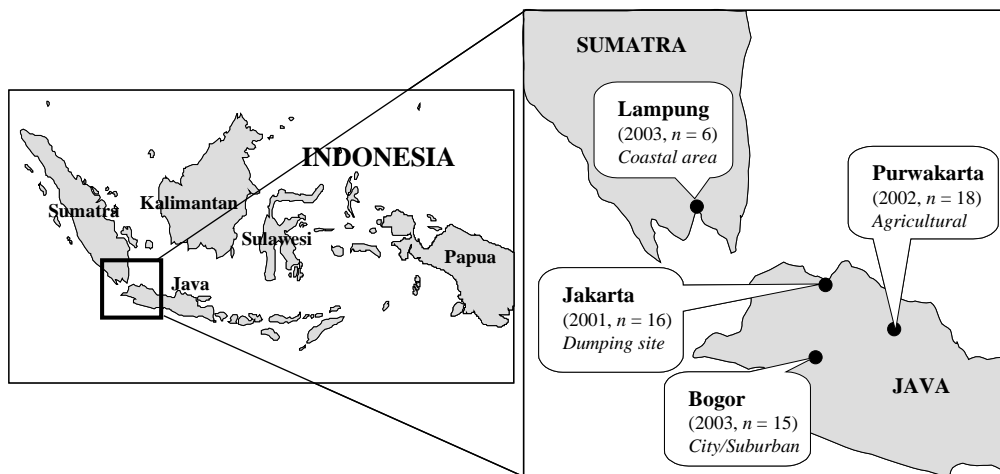 INDONESIA
Sumatra
Kalimantan
Sulawesi
Papua
Java
SUMATRA
Lampung
(2003, n = 6)
Coastal area
Purwakarta
(2002, n = 18)
Agricultural
Jakarta
(2001, n = 16)
Dumping site
Bogor
(2003, n = 15)
City/Suburban
JAVA